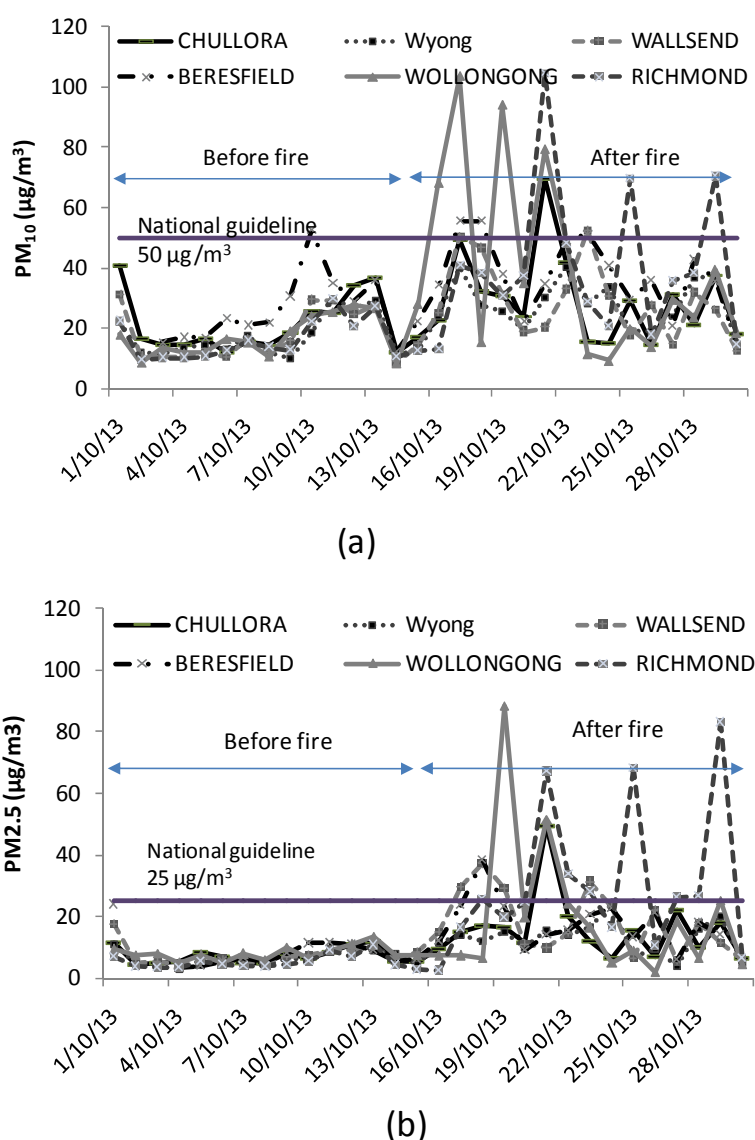 120
100
80
60
40
20
0
PM₁₀ (µg/m³)
CHULLORA Wyong WALLSEND
BERESFIELD WOLLONGONG RICHMOND
Before fire After fire
National guideline
50 µg/m³
1/10/13 4/10/13 7/10/13 10/10/13 13/10/13 16/10/13 19/10/13 22/10/13 25/10/13 28/10/13
(a)
120
100
80
60
40
20
0
PM2.5 (µg/m3)
CHULLORA Wyong WALLSEND
BERESFIELD WOLLONGONG RICHMOND
Before fire After fire
National guideline
25 µg/m³
1/10/13 4/10/13 7/10/13 10/10/13 13/10/13 16/10/13 19/10/13 22/10/13 25/10/13 28/10/13
(b)